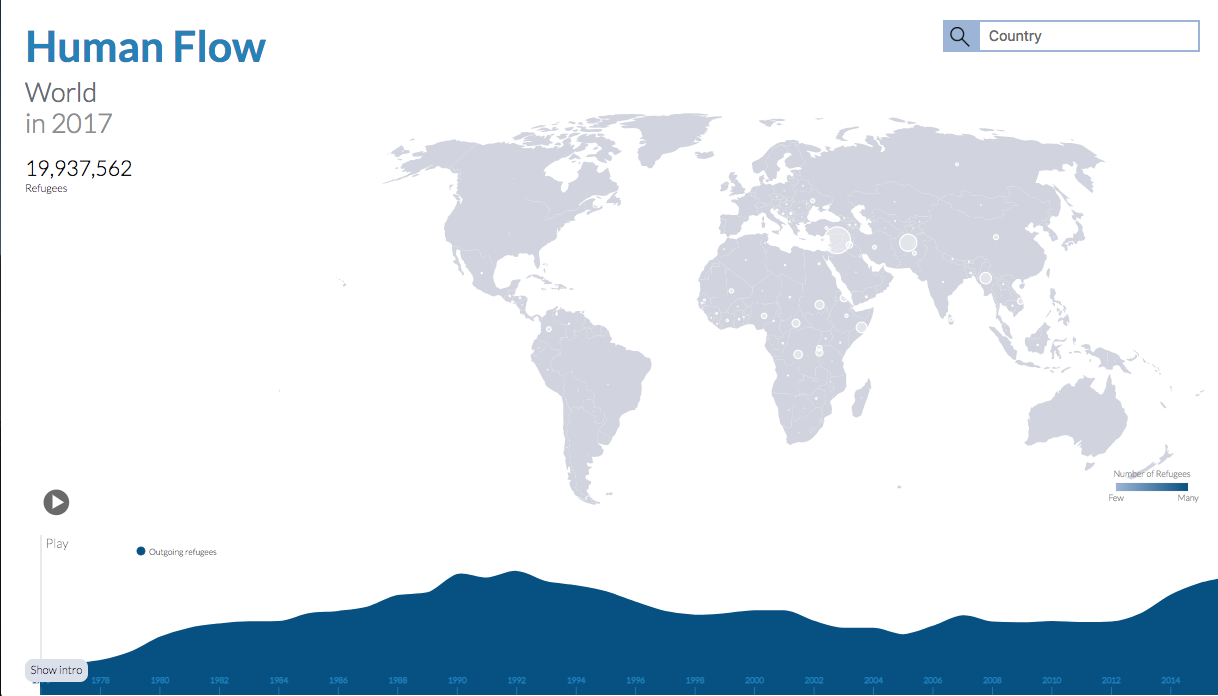 Human Flow
Country
World
in 2017
19,937,562
Refugees
Number of Refugees
Few
Many
Play
Outgoing refugees
Show intro
1978
1980
1982
1984
1986
1988
1990
1992
1994
1996
1998
2000
2002
2004
2006
2008
2010
2012
2014